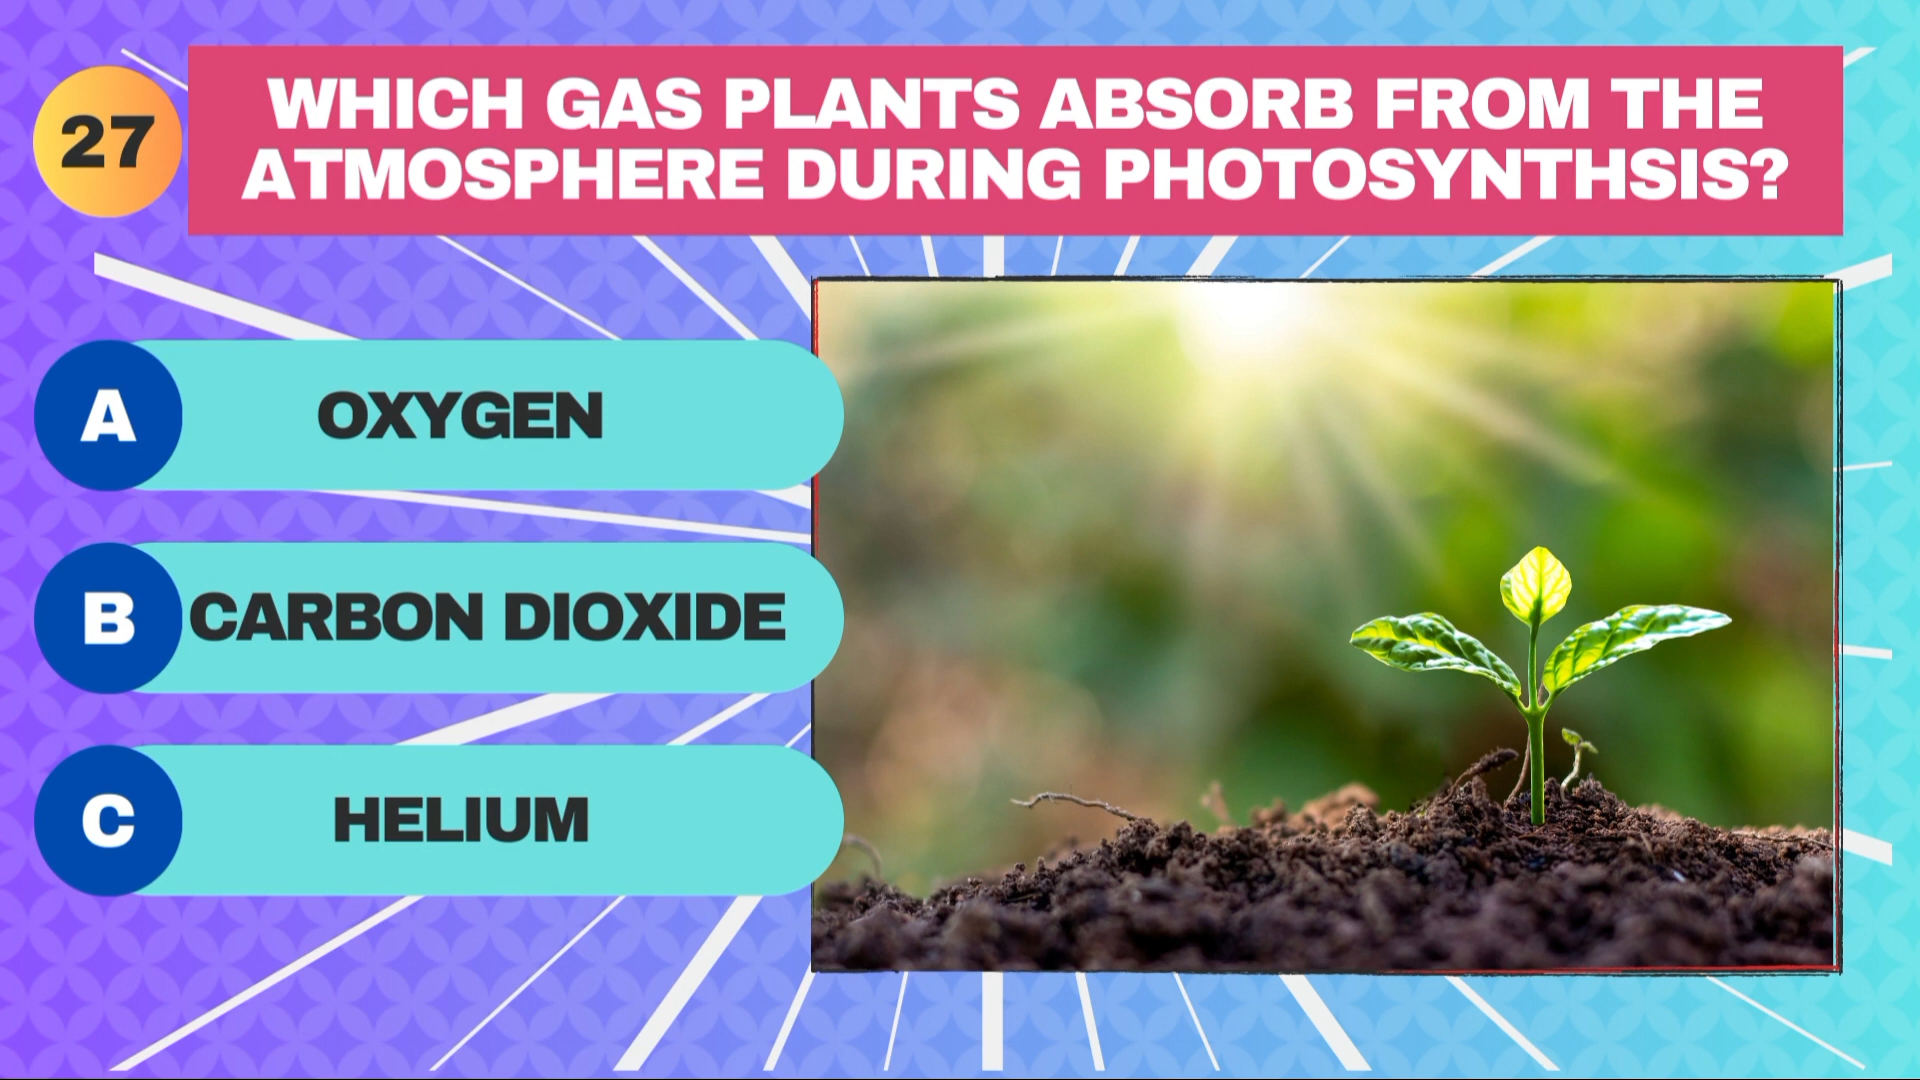 27
WHICH GAS PLANTS ABSORB FROM THE
ATMOSPHERE DURING PHOTOSYNTHSIS?
A OXYGEN
B CARBON DIOXIDE
C HELIUM